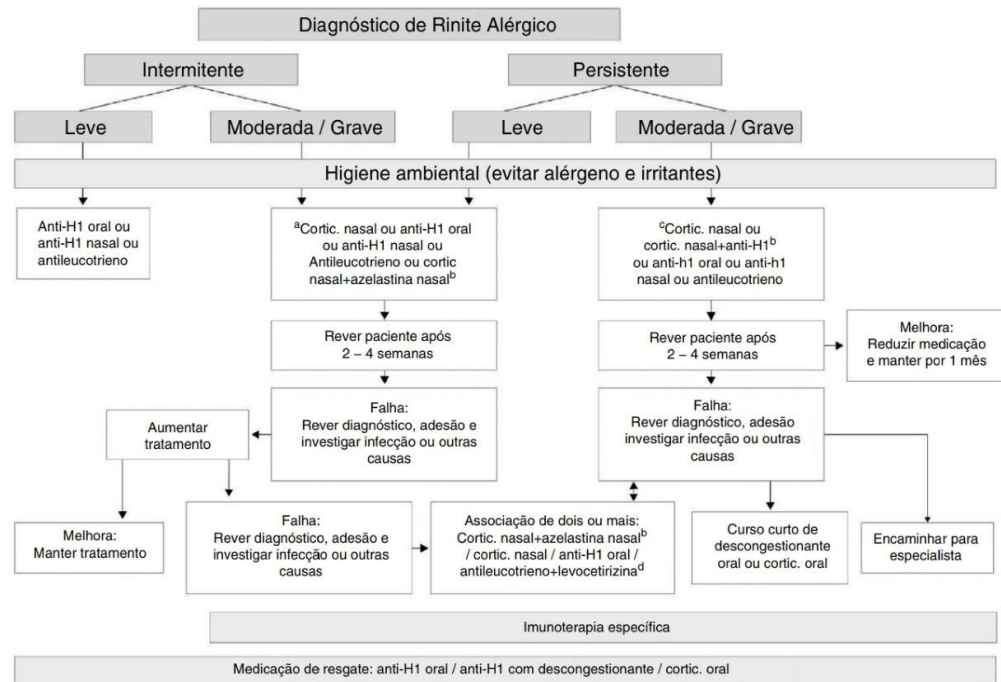 Diagnóstico de Rinite Alérgico
Intermitente
Persistente
Leve
Moderada / Grave
Leve
Moderada / Grave
Higiene ambiental (evitar alérgeno e irritantes)
Anti-H1 oral ou
anti-H1 nasal ou
antileucotrieno
aCortic. nasal ou anti-H1 oral
ou anti-H1 nasal ou
Antileucotrieno ou cortic
nasal+azelastina nasalb
cCortic. nasal ou
cortic. nasal+anti-H1b
ou anti-h1 oral ou anti-h1
nasal ou antileucotrieno
Rever paciente após
2 – 4 semanas
Rever paciente após
2 – 4 semanas
Melhora:
Reduzir medicação
e manter por 1 mês
Aumentar
tratamento
Falha:
Rever diagnóstico, adesão e
investigar infecção ou outras
causas
Falha:
Rever diagnóstico, adesão
investigar infecção ou outras
causas
Melhora:
Manter tratamento
Falha:
Rever diagnóstico, adesão e
investigar infecção ou outras
causas
Associação de dois ou mais:
Cortic. nasal+azelastina nasalb
/ cortic. nasal / anti-H1 oral /
antileucotrieno+levocetirizinad
Curso curto de
descongestionante
oral ou cortic. oral
Encaminhar para
especialista
Imunoterapia específica
Medicação de resgate: anti-H1 oral / anti-H1 com descongestionante / cortic. oral